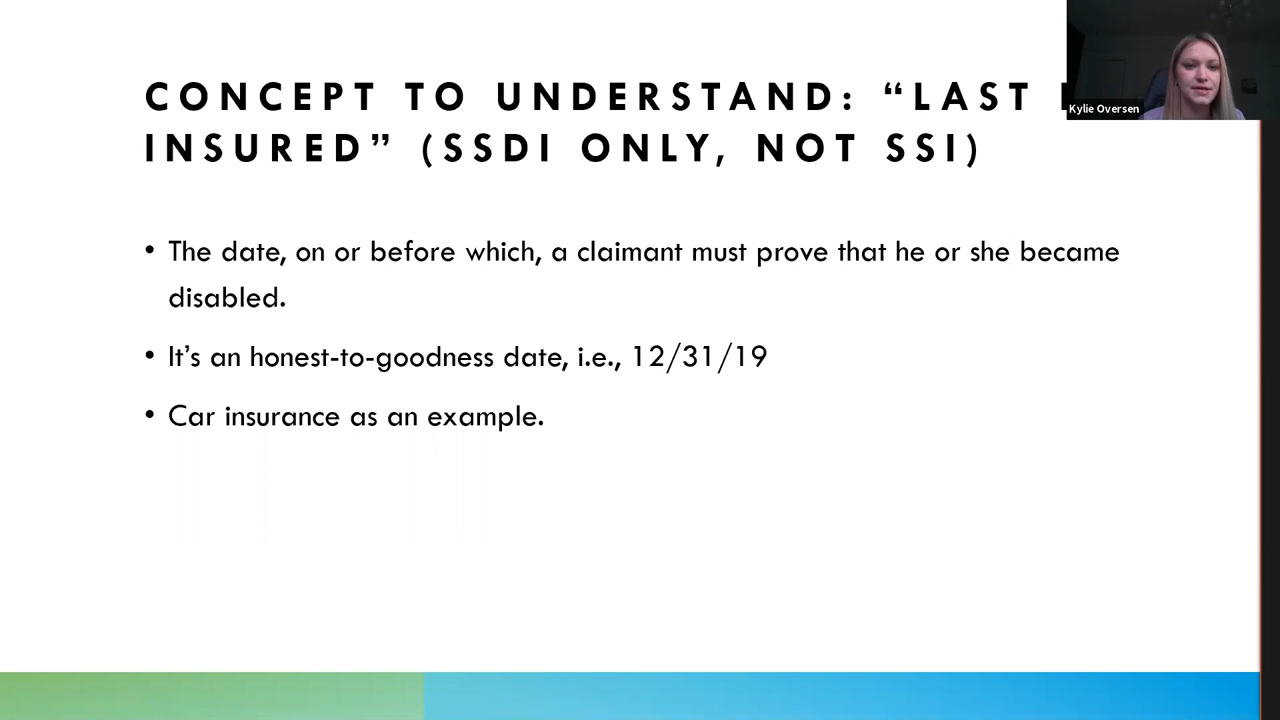 CONCEPT TO UNDERSTAND: “LAST
INSURED” (SSDI ONLY, NOT SSI)
Kylie Oversen
• The date, on or before which, a claimant must prove that he or she became
disabled.
• It’s an honest-to-goodness date, i.e., 12/31/19
• Car insurance as an example.